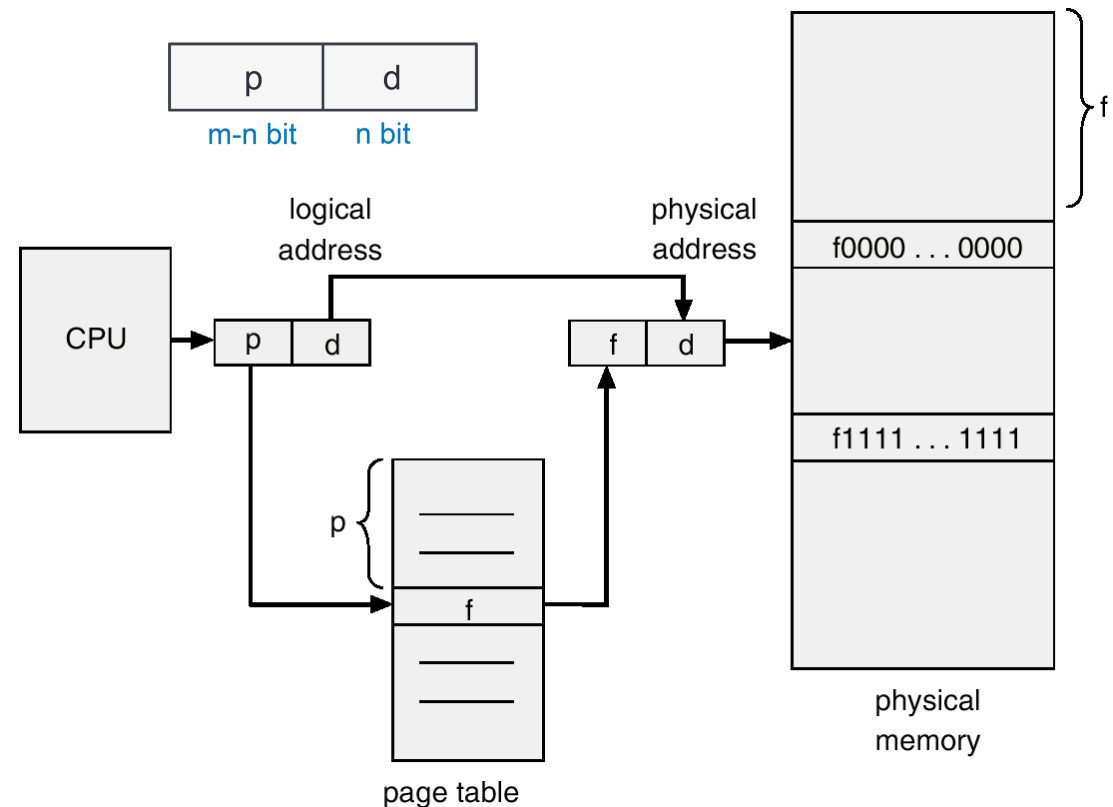 p d
m-n bit n bit
f
logical
address
physical
address
f0000 . . . 0000
CPU
p d
f d
f1111 . . . 1111
p
f
physical
memory
page table